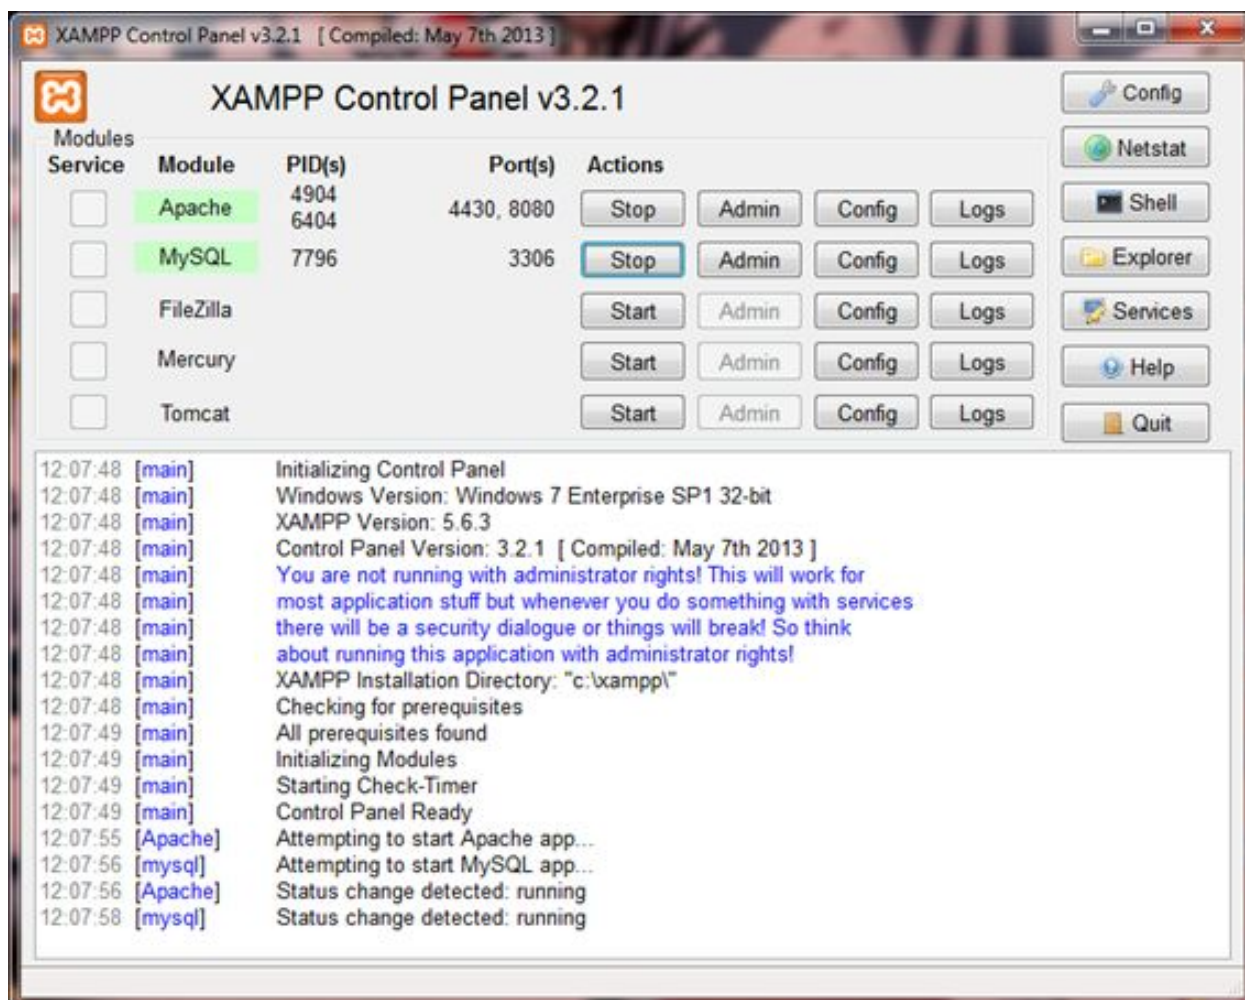 XAMPP Control Panel v3.2.1 [ Compiled: May 7th 2013 ]
XAMPP Control Panel v3.2.1
Config
Modules
Service Module PID(s) Port(s) Actions
Netstat
Apache 4904 6404 4430, 8080 Stop Admin Config Logs
Shell
MySQL 7796 3306 Stop Admin Config Logs
Explorer
FileZilla Start Admin Config Logs
Services
Mercury Start Admin Config Logs
Help
Tomcat Start Admin Config Logs
Quit
12:07:48 [main] Initializing Control Panel
12:07:48 [main] Windows Version: Windows 7 Enterprise SP1 32-bit
12:07:48 [main] XAMPP Version: 5.6.3
12:07:48 [main] Control Panel Version: 3.2.1 [ Compiled: May 7th 2013 ]
12:07:48 [main] You are not running with administrator rights! This will work for
12:07:48 [main] most application stuff but whenever you do something with services
12:07:48 [main] there will be a security dialogue or things will break! So think
12:07:48 [main] about running this application with administrator rights!
12:07:48 [main] XAMPP Installation Directory: "c:\xampp\"
12:07:48 [main] Checking for prerequisites
12:07:49 [main] All prerequisites found
12:07:49 [main] Initializing Modules
12:07:49 [main] Starting Check-Timer
12:07:49 [main] Control Panel Ready
12:07:55 [Apache] Attempting to start Apache app...
12:07:56 [mysql] Attempting to start MySQL app...
12:07:56 [Apache] Status change detected: running
12:07:58 [mysql] Status change detected: running